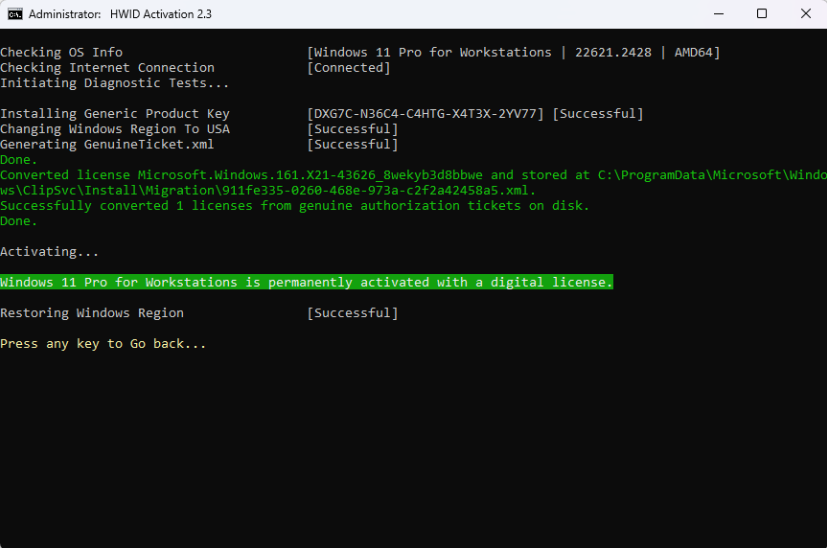 Administrator: HWID Activation 2.3
Checking OS Info [Windows 11 Pro for Workstations | 22621.2428 | AMD64]
Checking Internet Connection [Connected]
Initiating Diagnostic Tests...
Installing Generic Product Key [DXG7C-N36C4-C4HTG-X4T3X-2YV77] [Successful]
Changing Windows Region To USA [Successful]
Generating GenuineTicket.xml [Successful]
Done.
Converted license Microsoft.Windows.161.X21-43626_8wekyb3d8bbwe and stored at C:\ProgramData\Microsoft\Windo
ws\ClipSvc\Install\Migration\911fe335-0260-468e-973a-c2f2a42458a5.xml.
Successfully converted 1 licenses from genuine authorization tickets on disk.
Done.
Activating...
Windows 11 Pro for Workstations is permanently activated with a digital license.
Restoring Windows Region [Successful]
Press any key to Go back...